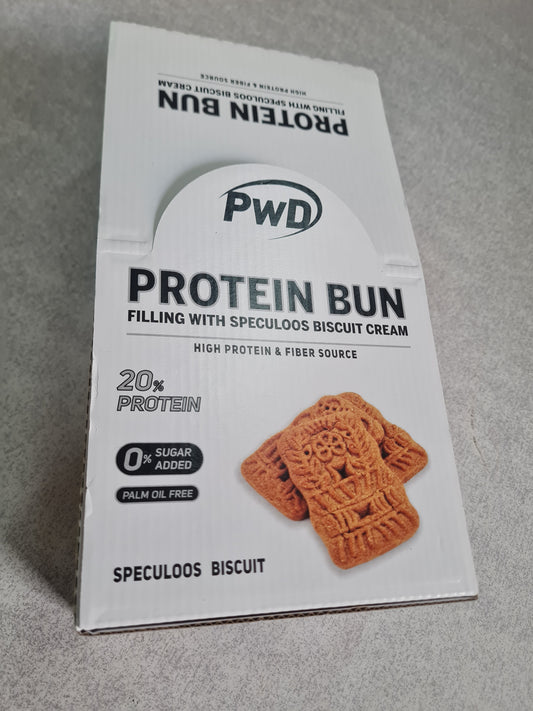 HIGH PROTEIN & FIBER SOURCE
FILLING WITH SPECULOOS BISCUIT CREAM
PROTEIN BUN
PWD
PROTEIN BUN
FILLING WITH SPECULOOS BISCUIT CREAM
HIGH PROTEIN & FIBER SOURCE
20%
PROTEIN
0% SUGAR
ADDED
PALM OIL FREE
SPECULOOS BISCUIT